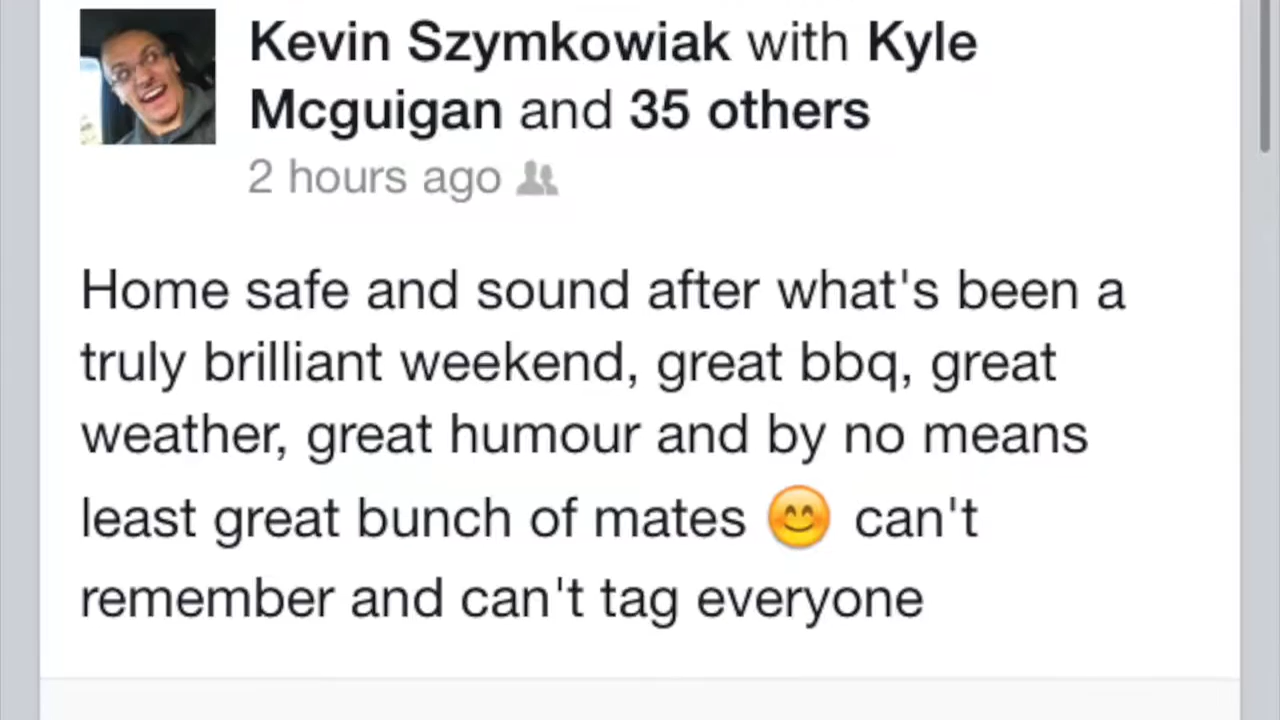 Kevin Szymkowiak with Kyle
Mcguigan and 35 others
2 hours ago
Home safe and sound after what's been a
truly brilliant weekend, great bbq, great
weather, great humour and by no means
least great bunch of mates 😊 can't
remember and can't tag everyone